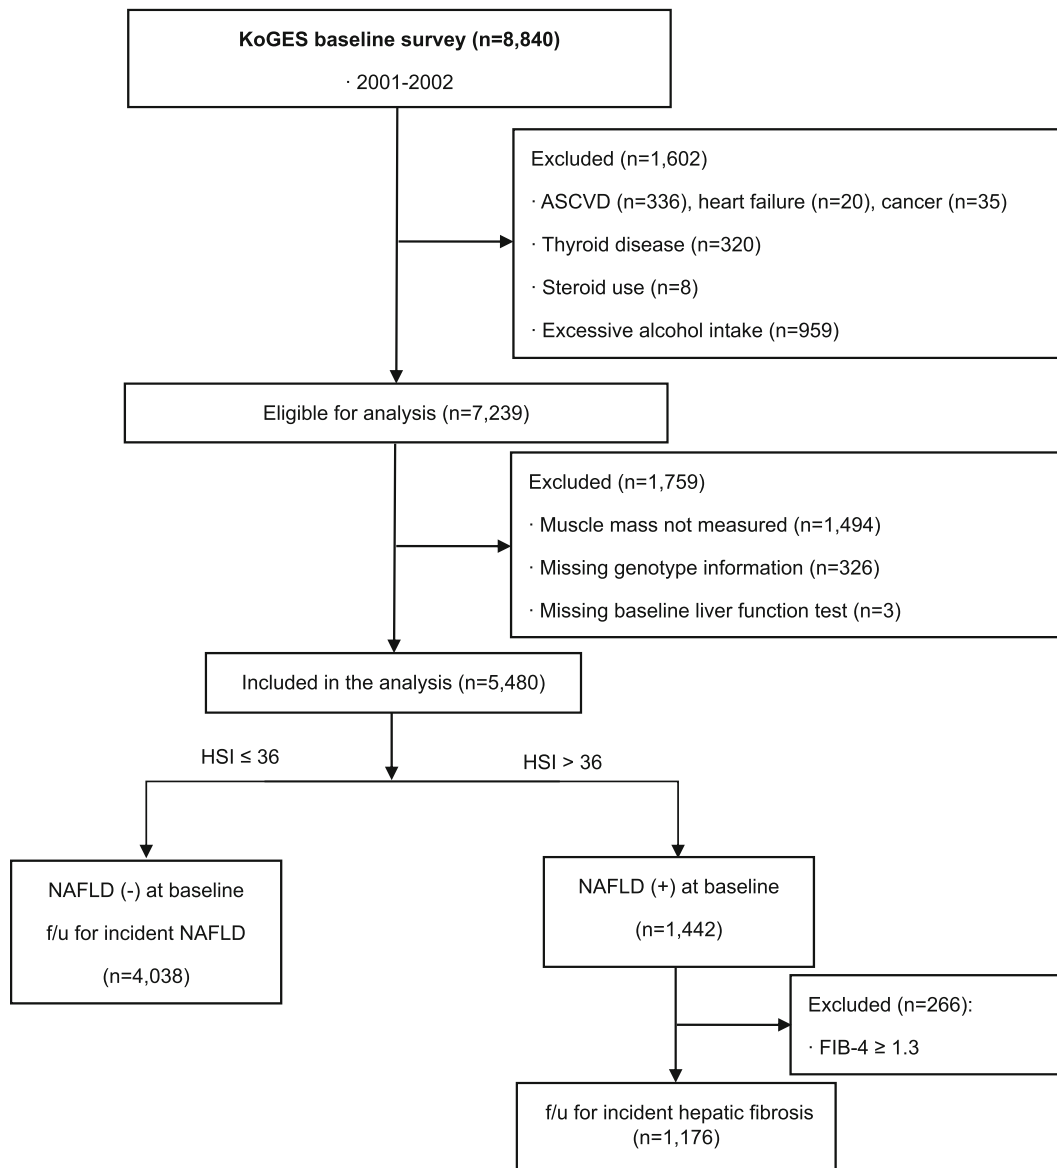 KoGES baseline survey (n=8,840)
· 2001-2002
Excluded (n=1,602)
· ASCVD (n=336), heart failure (n=20), cancer (n=35)
· Thyroid disease (n=320)
· Steroid use (n=8)
· Excessive alcohol intake (n=959)
Eligible for analysis (n=7,239)
Excluded (n=1,759)
· Muscle mass not measured (n=1,494)
· Missing genotype information (n=326)
· Missing baseline liver function test (n=3)
Included in the analysis (n=5,480)
HSI ≤ 36
HSI > 36
NAFLD (-) at baseline
f/u for incident NAFLD
(n=4,038)
NAFLD (+) at baseline
(n=1,442)
Excluded (n=266):
· FIB-4 ≥ 1.3
f/u for incident hepatic fibrosis
(n=1,176)